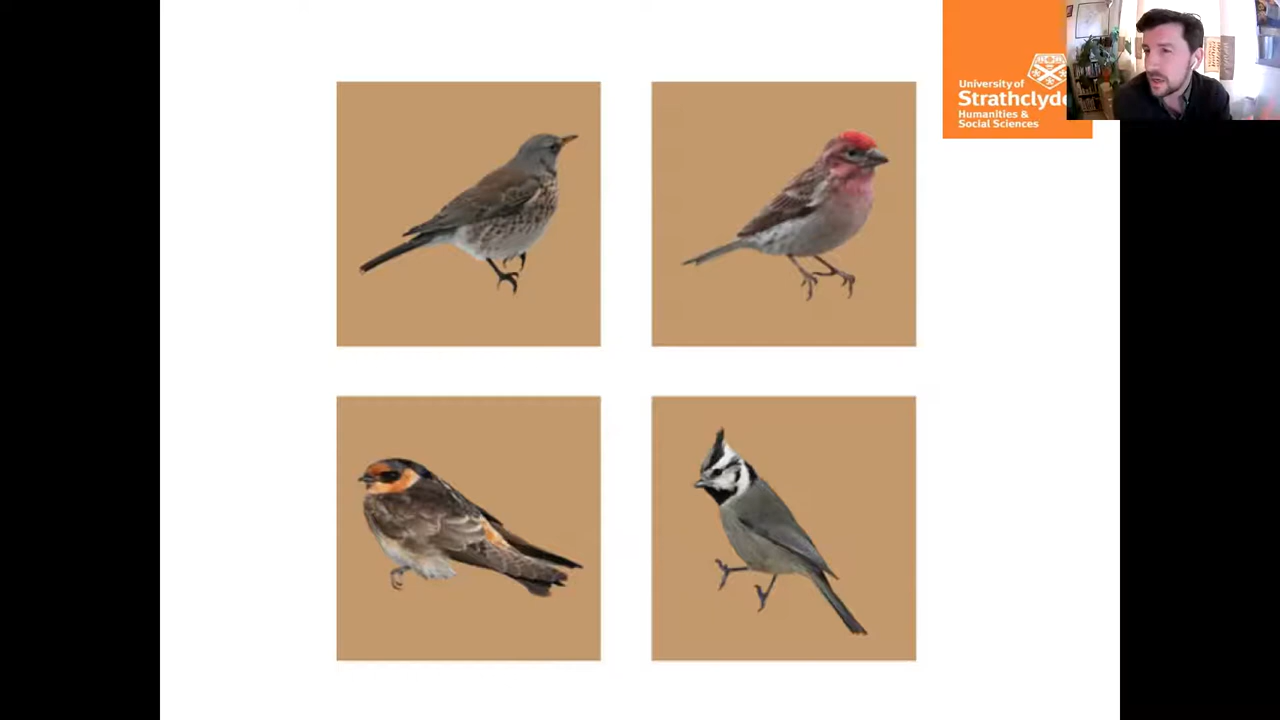 University of
Strathclyde
Humanities &
Social Sciences